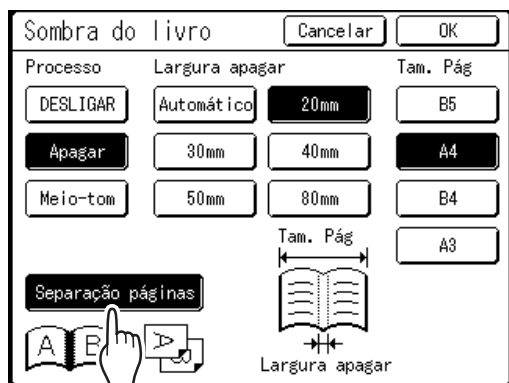 Sombra do livro Cancelar OK
Processo Largura apagar Tam. Pág
DESLIGAR Automático 20mm B5
Apagar 30mm 40mm A4
Meio-tom 50mm 80mm B4
Tam. Pág A3
Separação páginas
A B A B
Largura apagar